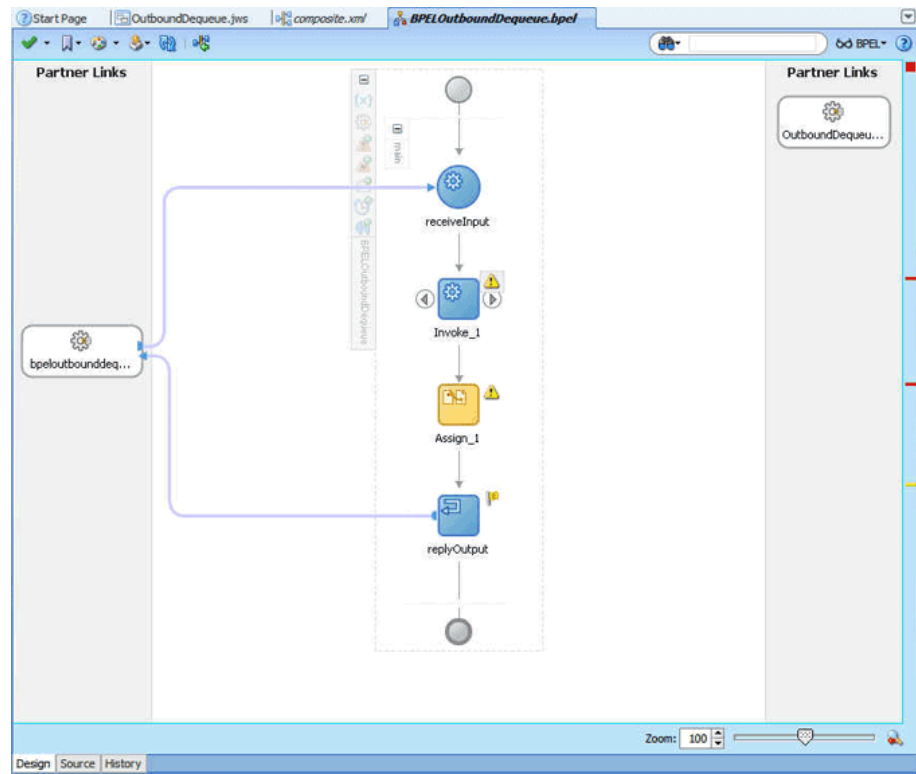 Start Page
OutboundDequeue.jws
composite.xml
BPELOutboundDequeue.bpel
BPEL
Partner Links
Partner Links
main
OutboundDequeu...
receiveInput
BPELOutboundDequeue
Invoke_1
bpeloutbounddeq...
Assign_1
replyOutput
Zoom: 100
Design Source History